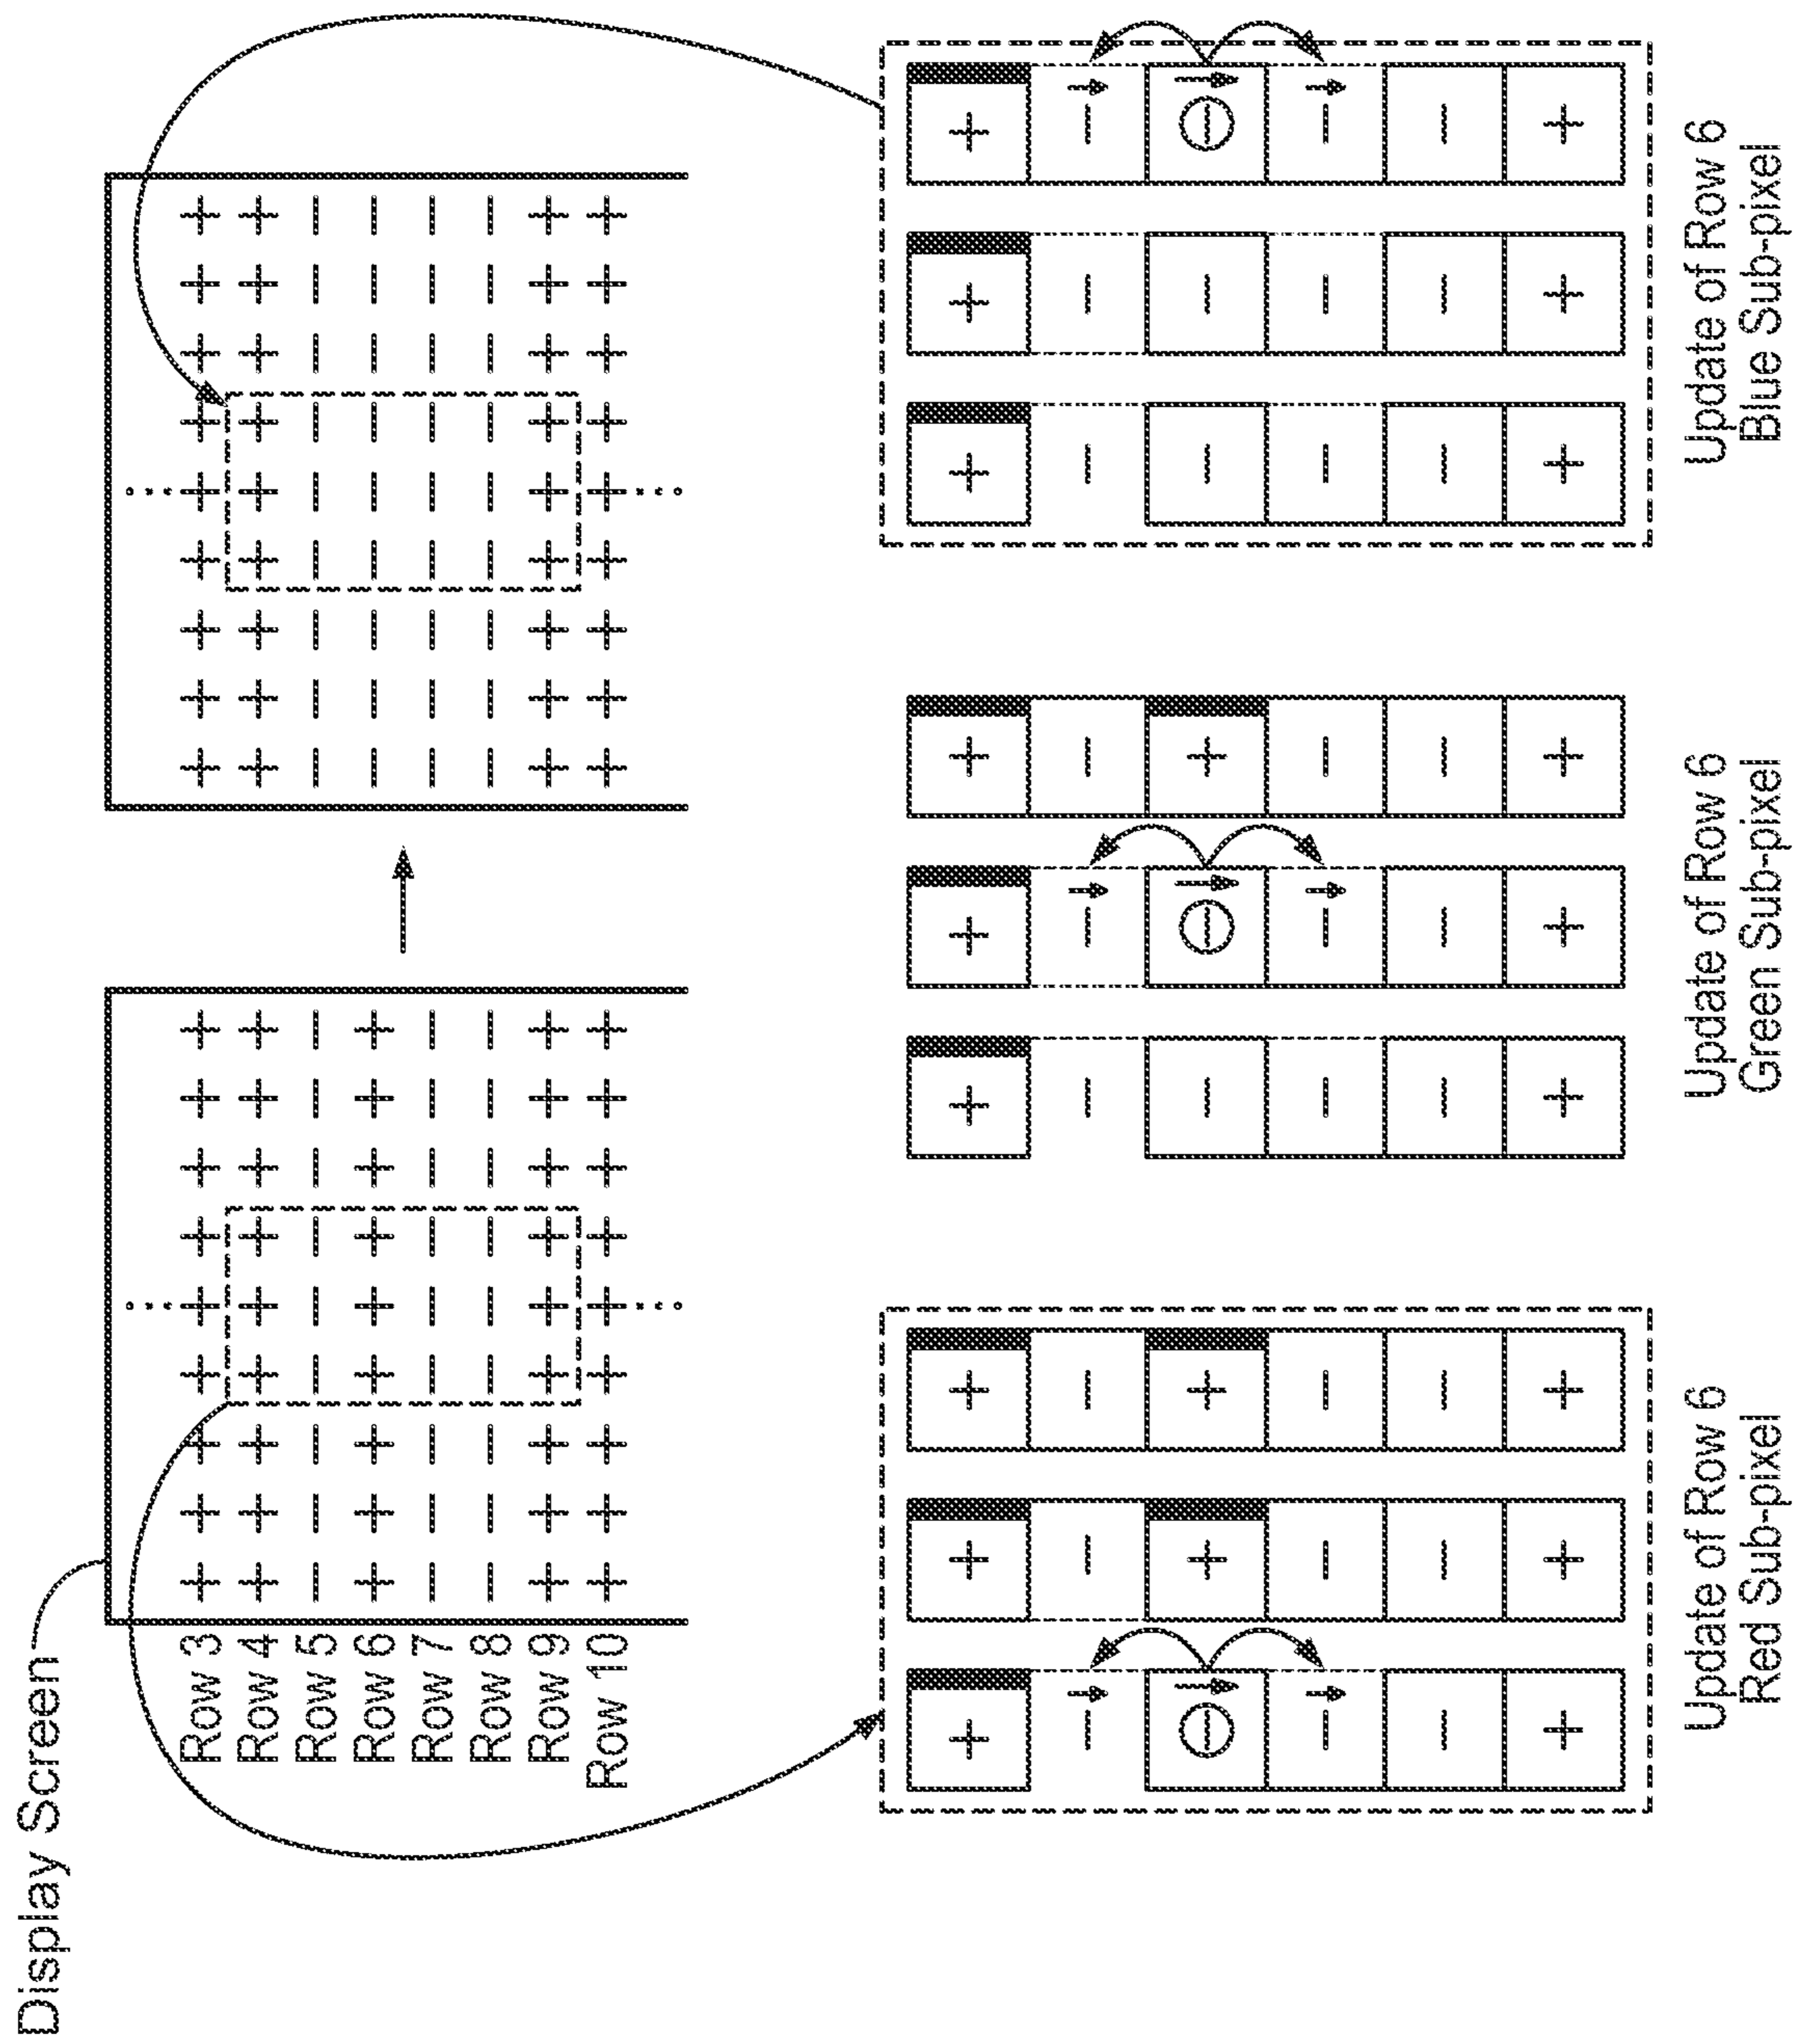 Display Screen
Row 3
Row 4
Row 5
Row 6
Row 7
Row 8
Row 9
Row 10
Update of Row 6
Red Sub-pixel
Update of Row 6
Green Sub-pixel
Update of Row 6
Blue Sub-pixel